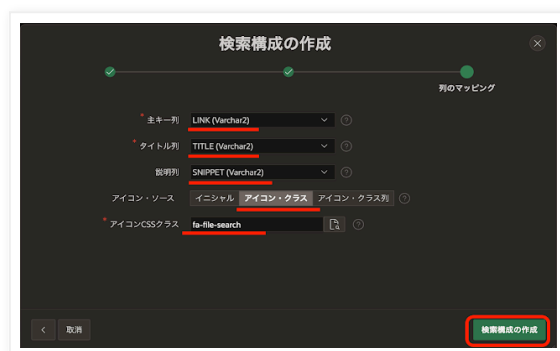 検索構成の作成
列のマッピング
* 主キー列 LINK (Varchar2)
* タイトル列 TITLE (Varchar2)
説明列 SNIPPET (Varchar2)
アイコン・ソース イニシャル アイコン・クラス アイコン・クラス列
* アイコンCSSクラス fa-file-search
取消 検索構成の作成